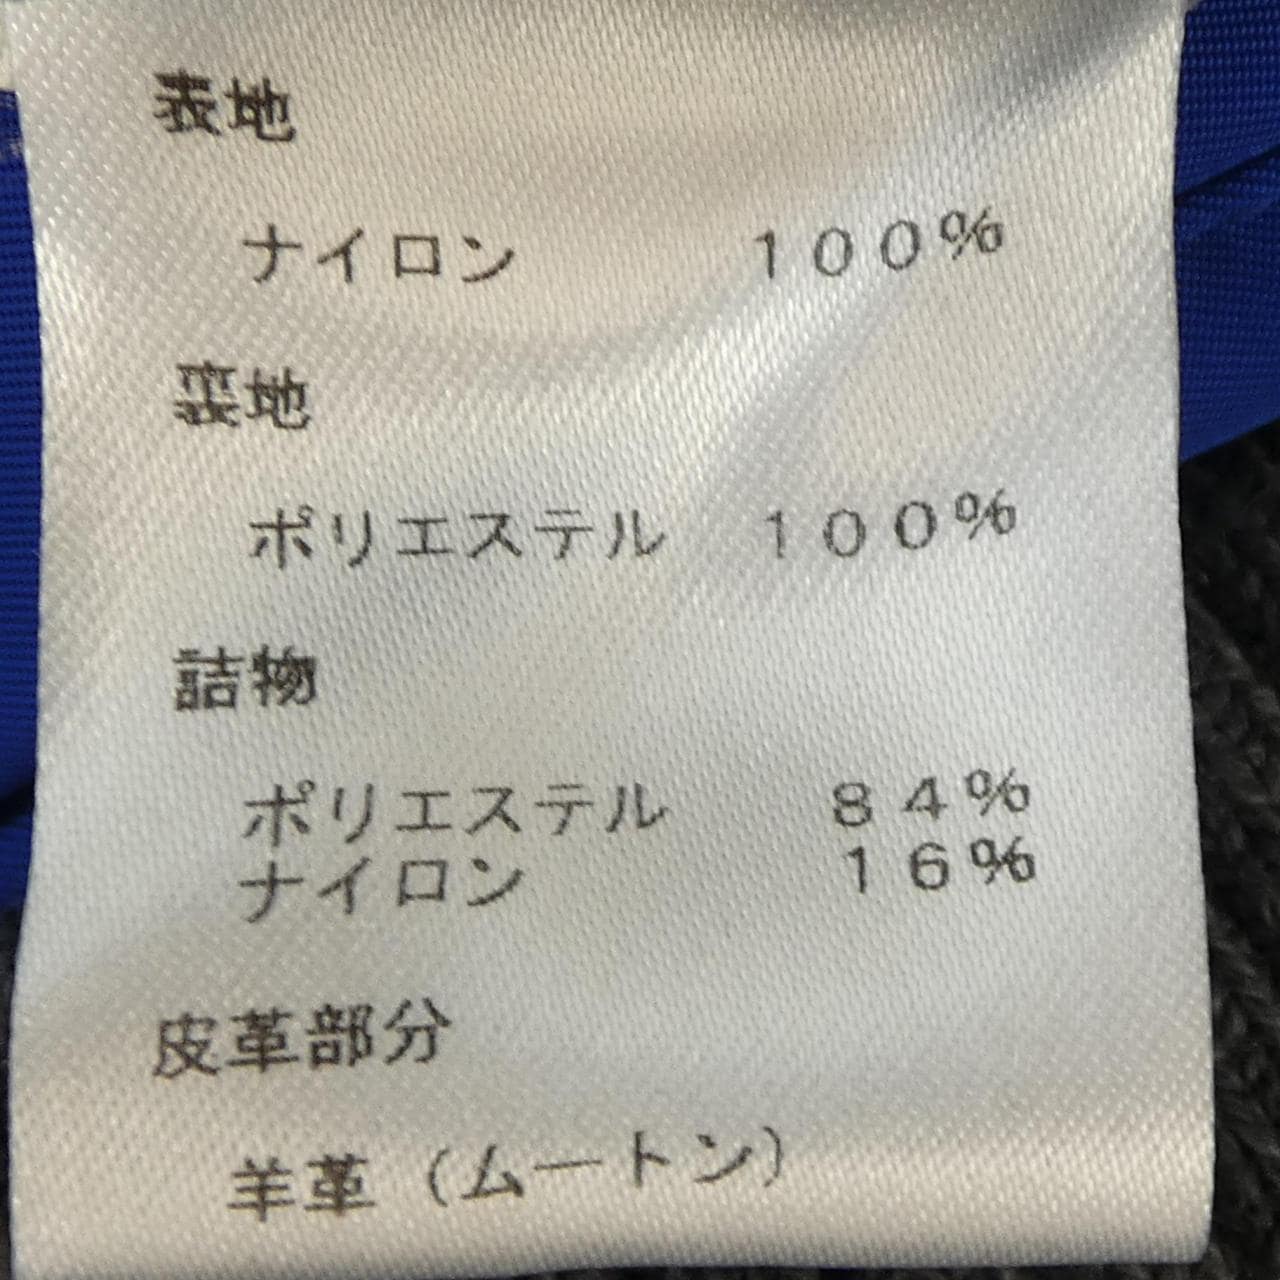 表地
ナイロン 100%
裏地
ポリエステル 100%
詰物
ポリエステル 84%
ナイロン 16%
皮革部分
羊革 (ムートン)